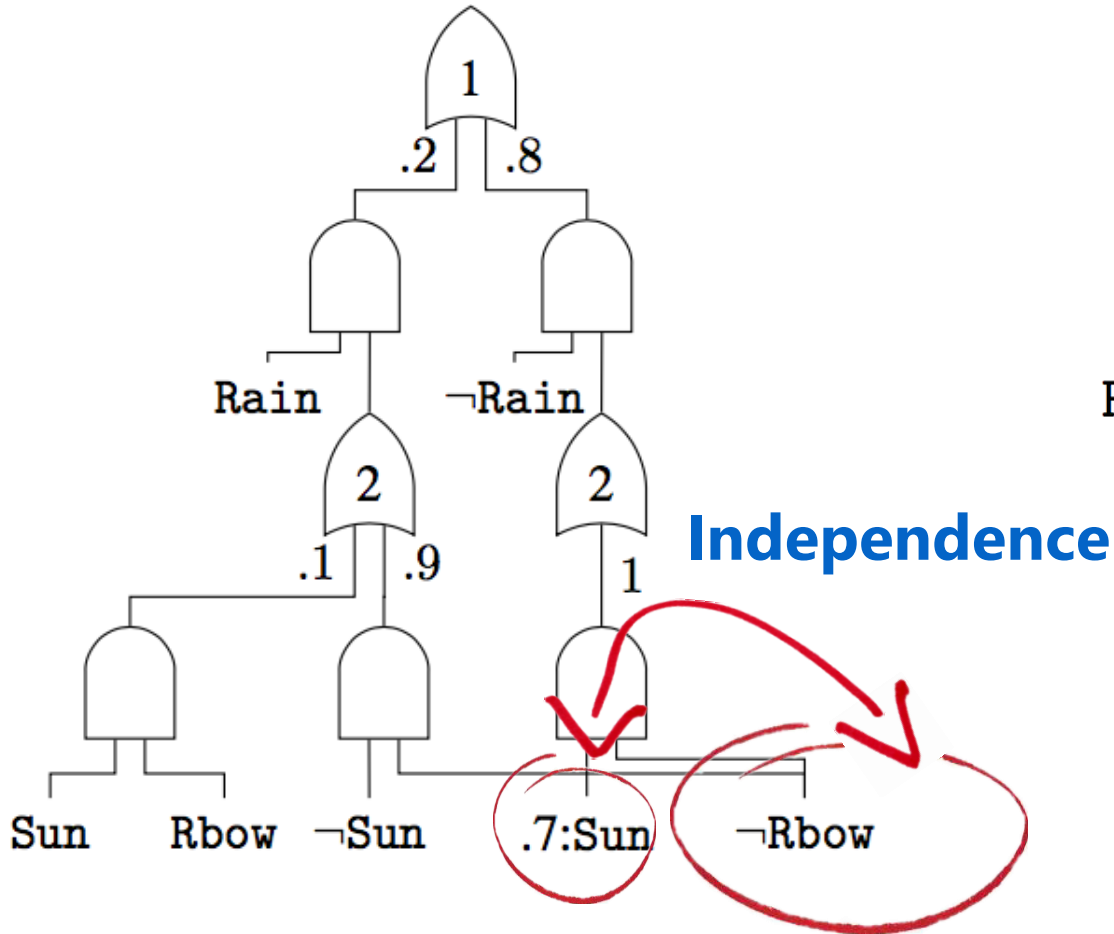 1
.2 .8
Rain ¬Rain
2 2
Independence
.1 .9 1
Sun Rbow ¬Sun .7:Sun ¬Rbow